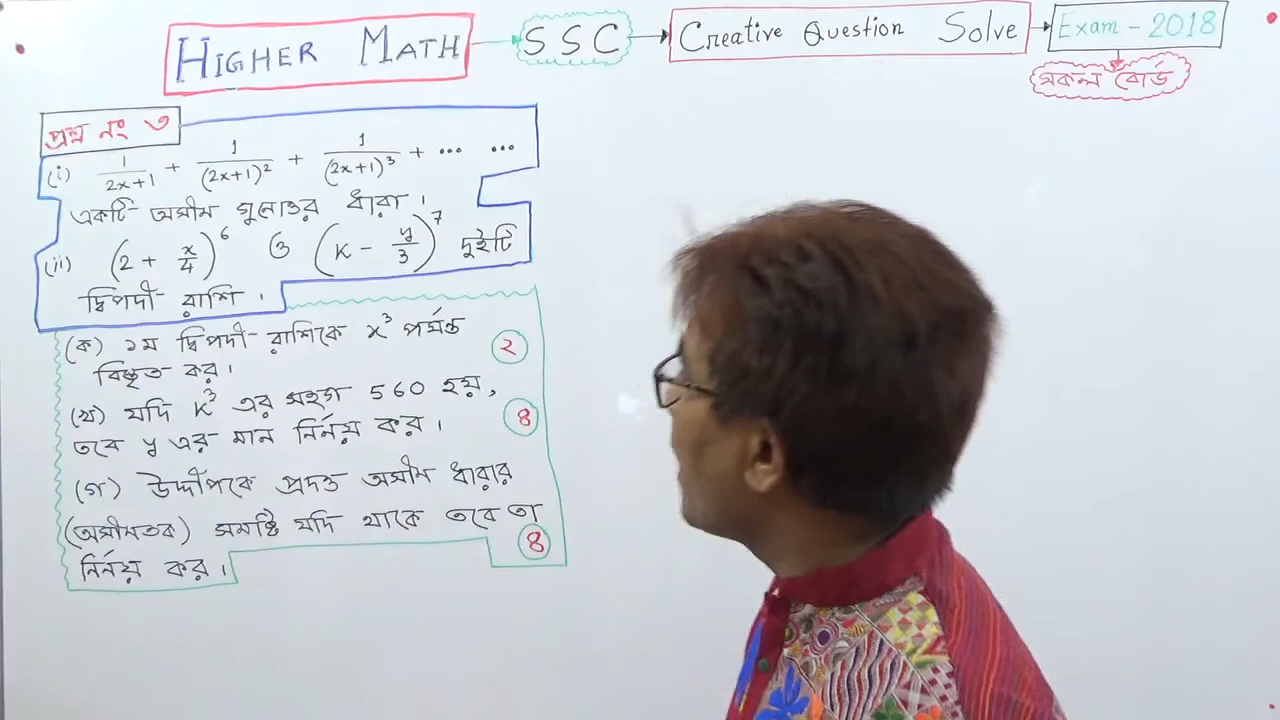 HIGHER MATH → SSC → Creative Question Solve → Exam - 2018
সকল বোর্ড
প্রশ্ন নং ৩
(i) 1/(2x+1) + 1/(2x+1)² + 1/(2x+1)³ + ... ...
একটি অসীম গুনোত্তর ধারা ।
(ii) (2 + x/4)⁶ ও (K - y/3)⁷ দুইটি
দ্বিপদী রাশি ।
(ক) ১ম দ্বিপদী রাশিকে x³ পর্যন্ত
বিস্তৃত কর । ২
(খ) যদি K³ এর সহগ 560 হয় ,
তবে y এর মান নির্নয় কর । ৪
(গ) উদ্দীপকে প্রদত্ত অসীম ধারার
(অসীমতক) সমষ্টি যদি থাকে তবে তা
নির্নয় কর । ৪